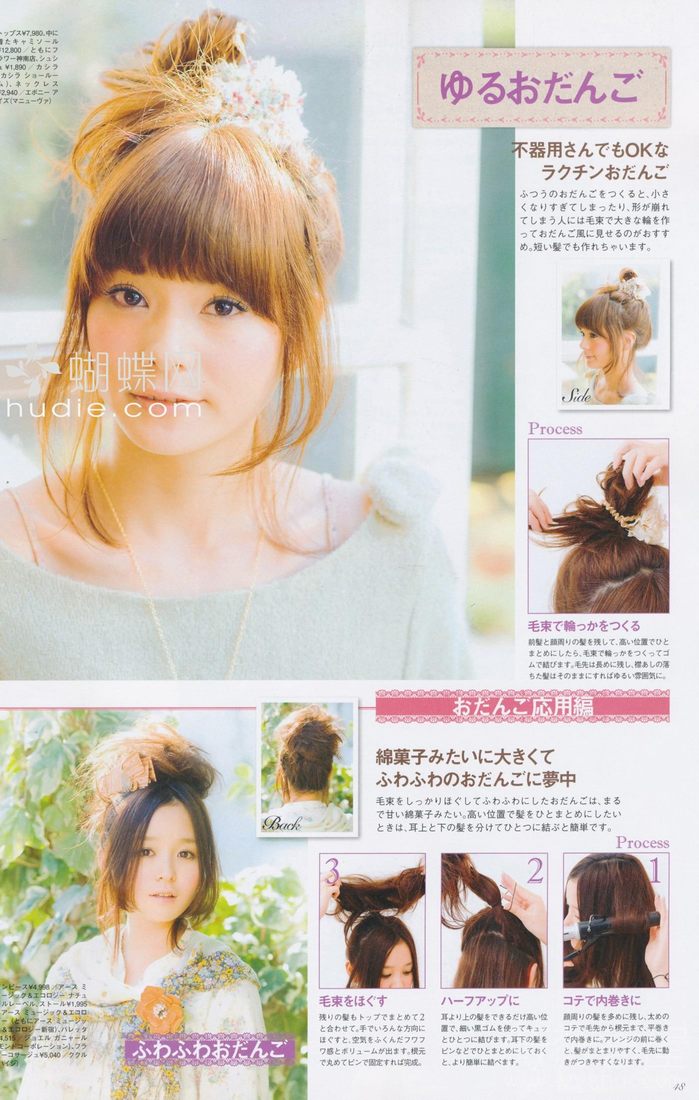 トップス¥7,980、中に
着たキャミソール
¥12,800／ともにフ
ラワー神南店、シュシ
ュ ¥1,890／カシラ
（カシラ ショールー
ム）、ネックレス
¥2,940／エポニー ア
イズ（マニューヴァ）
ゆるおだんご
不器用さんでもOKな
ラクチンおだんご
ふつうのおだんごをつくると、小さ
くなりすぎてしまったり、形が崩れ
てしまう人には毛束で大きな輪を作
っておだんご風に見せるのがおすす
め。短い髪でも作れちゃいます。
Side
蝴蝶网
hudie.com
Process
毛束で輪っかをつくる
前髪と顔周りの髪を残して、高い位置でひと
まとめにしたら、毛束で輪っかをつくってゴ
ムで結びます。毛先は長めに残し、襟あしの落
ちた髪はそのままにすればゆるい雰囲気に。
おだんご応用編
Back
綿菓子みたいに大きくて
ふわふわのおだんごに夢中
毛束をしっかりほぐしてふわふわにしたおだんごは、まる
で甘い綿菓子みたい。高い位置で髪をひとまとめにしたい
ときは、耳上と下の髪を分けてひとつに結ぶと簡単です。
Process
1
コテで内巻きに
顔周りの髪を多めに残し、太めの
コテで毛先から根元まで、平巻き
で内巻きに。アレンジの前に巻く
と、髪がまとまりやすく、毛先に動
きがつきやすくなります。
2
ハーフアップに
耳より上の髪をできるだけ高い位
置で、細い黒ゴムを使ってキュッ
とひとつに結びます。耳下の髪を
ピンなどでひとまとめにしておく
と、より簡単に結べます。
3
毛束をほぐす
残りの髪もトップでまとめて2
と合わせて。手でいろんな方向に
ほぐすと、空気をふくんだフワフ
ワ感とボリュームが出ます。根元
で丸めてピンで固定すれば完成。
ンピース¥4,998／アース ミ
ージック＆エコロジー ナチュ
ルレーベル、ストール¥1,995
アース ミュージック＆エコロ
ー（ともにアース ミュージッ
＆エコロジー新宿）、バレッタ
4,515／ジョエル ガニャール
モンド・コーポレーション）、フラ
ーコサージュ¥5,040／ククル
ふわふわおだんご
48